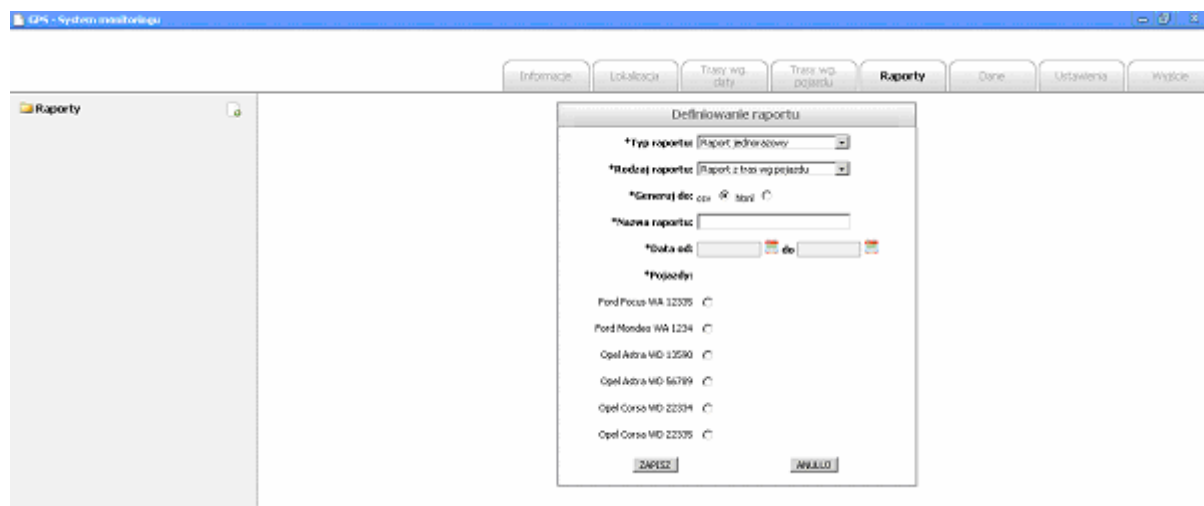 GPS - System monitoringu
Informacje
Lokalizacja
Trasy wg. daty
Trasy wg. pojazdu
Raporty
Dane
Ustawienia
Wyjście
Raporty
Definiowanie raportu
*Typ raportu: Raport jednorazowy
*Rodzaj raportu: Raport z tras wg pojazdu
*Generuj do: csv html
*Nazwa raportu:
*Data od: do
*Pojazdy:
Ford Focus WA 12335
Ford Mondeo WA 1234
Opel Astra WD 13590
Opel Astra WD 56789
Opel Corsa WD 22334
Opel Corsa WD 22335
ZAPISZ